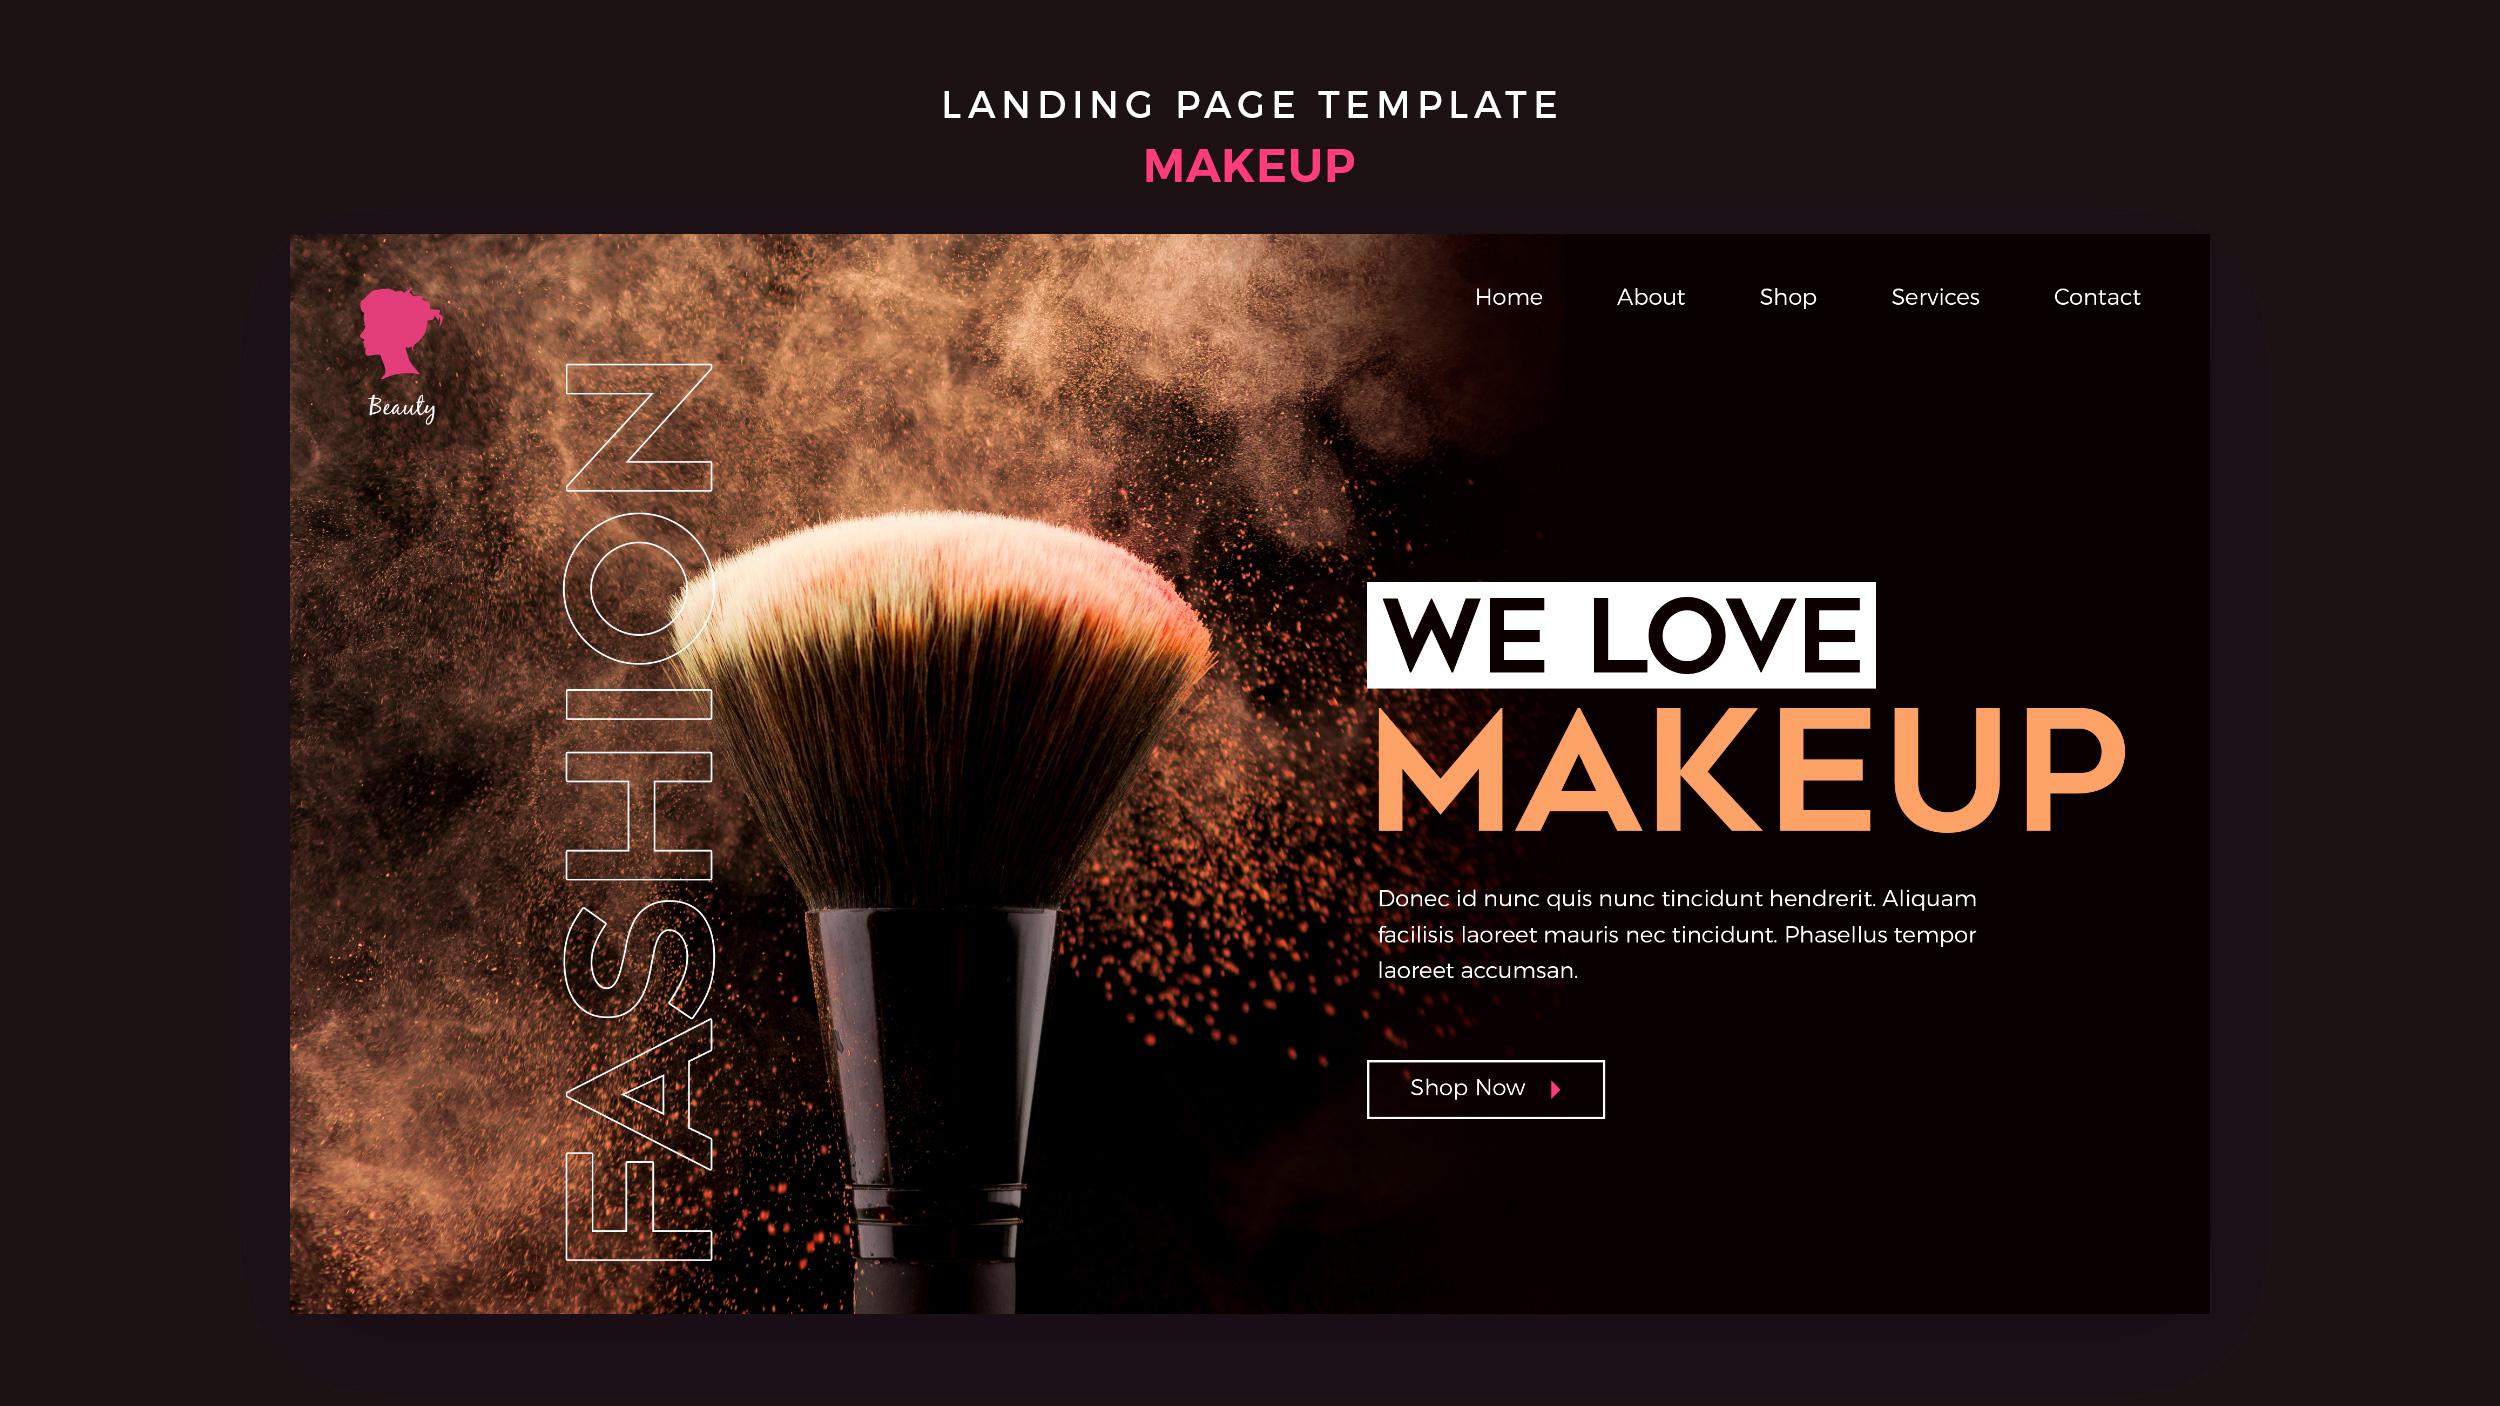 LANDING PAGE TEMPLATE
MAKEUP
Beauty
Home About Shop Services Contact
FASHION
WE LOVE
MAKEUP
Donec id nunc quis nunc tincidunt hendrerit. Aliquam
facilisis laoreet mauris nec tincidunt. Phasellus tempor
laoreet accumsan.
Shop Now